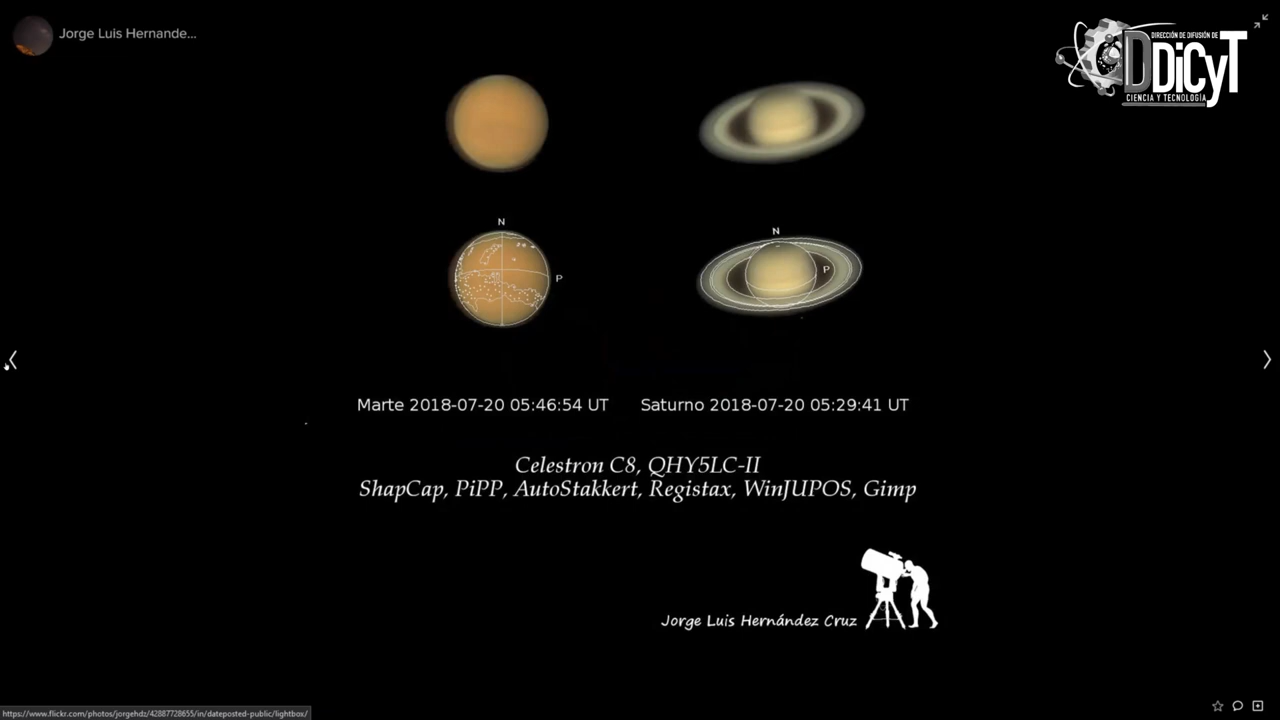 Jorge Luis Hernande...
DIRECCIÓN DE DIFUSIÓN DE
DDiCyT
CIENCIA Y TECNOLOGÍA
N
N
P
P
Marte 2018-07-20 05:46:54 UT
Saturno 2018-07-20 05:29:41 UT
Celestron C8, QHY5LC-II
ShapCap, PiPP, AutoStakkert, Registax, WinJUPOS, Gimp
Jorge Luis Hernández Cruz
https://www.flickr.com/photos/jorgehdz/42887728655/in/dateposted-public/lightbox/